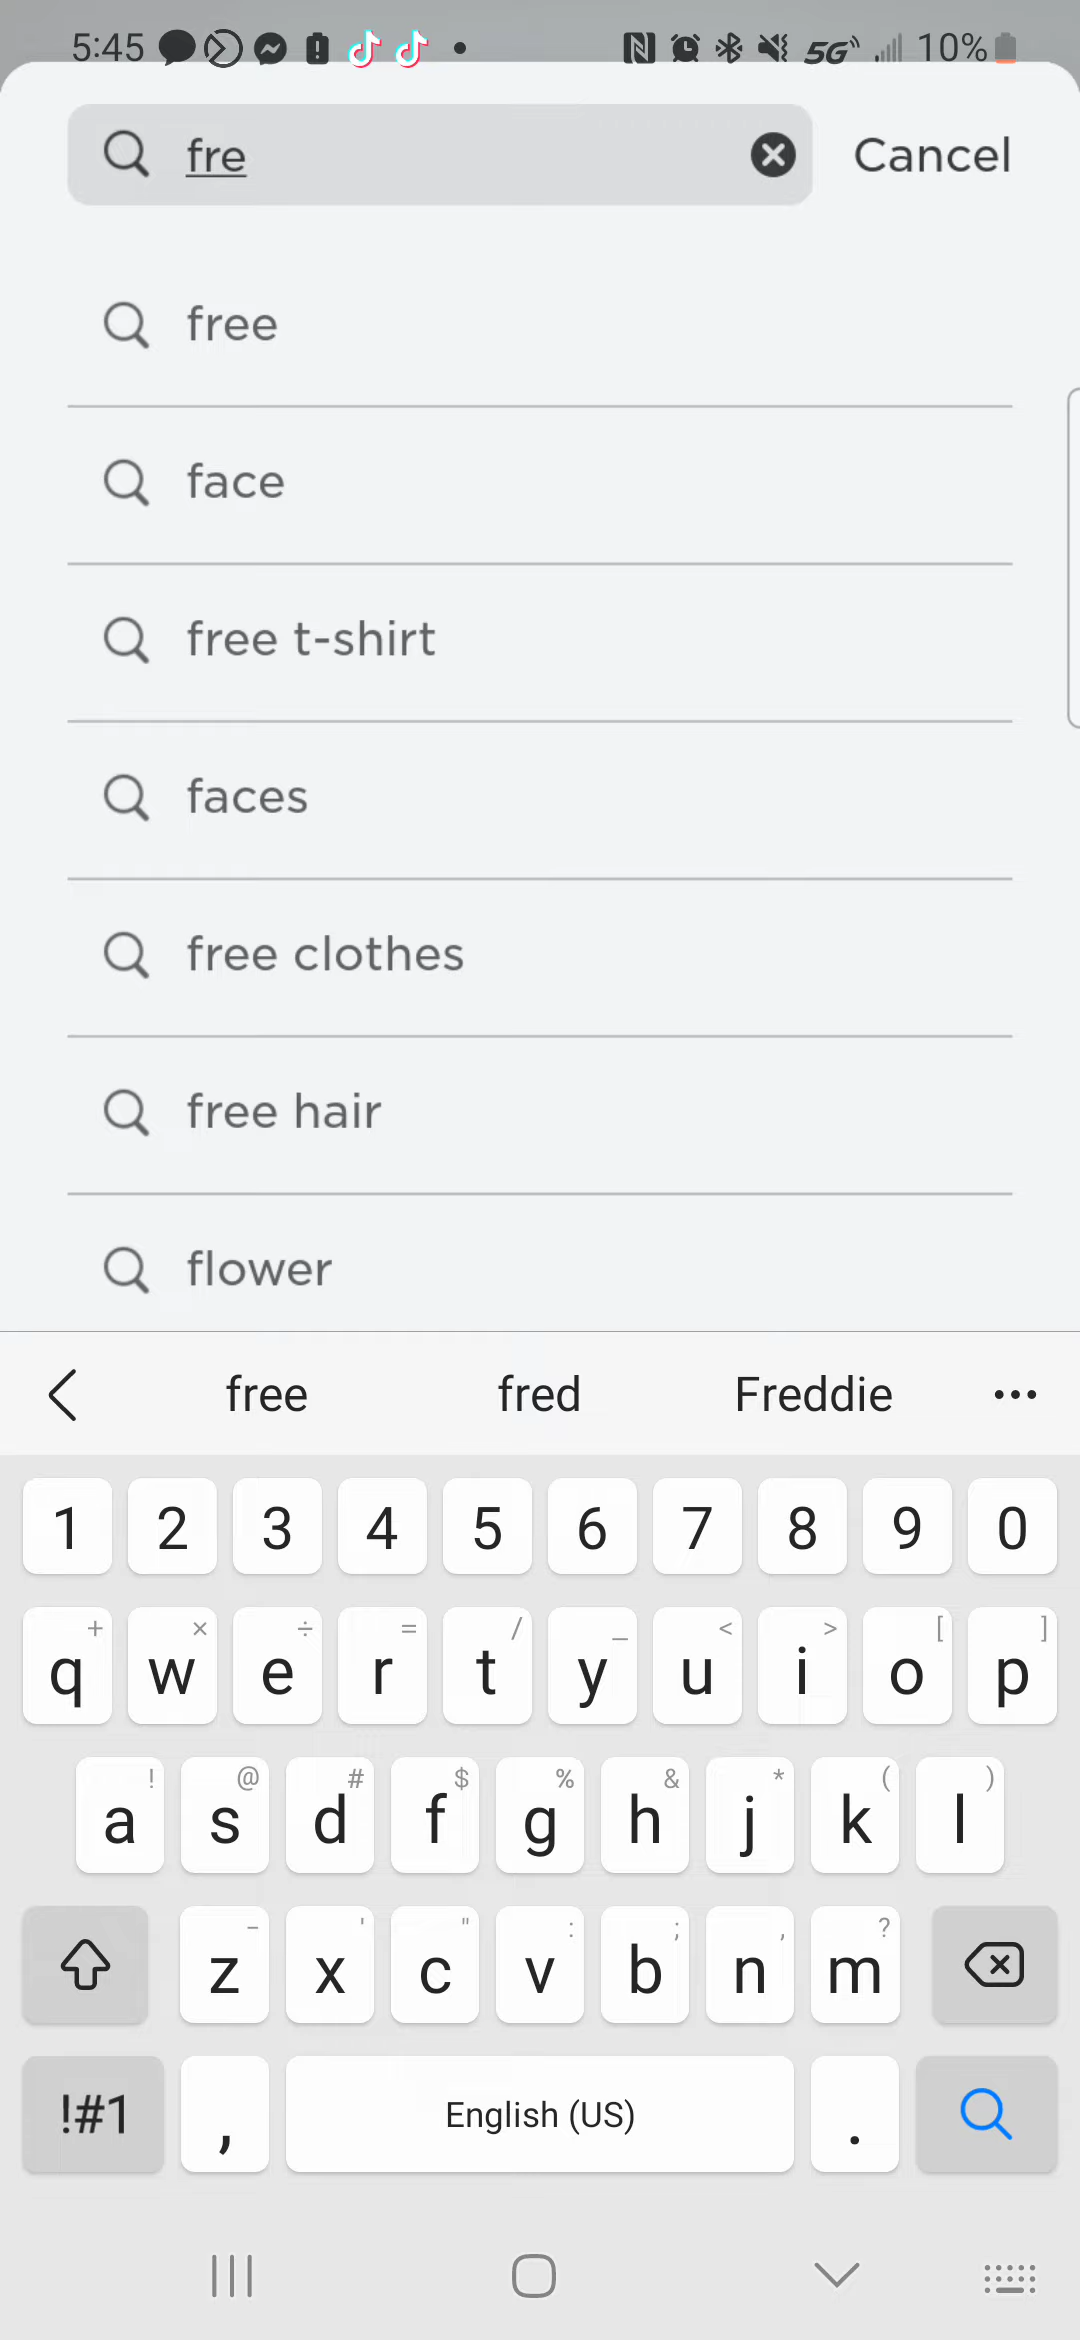 5:45 5G 10%
fre Cancel
free
face
free t-shirt
faces
free clothes
free hair
flower
free fred Freddie ...
1 2 3 4 5 6 7 8 9 0
+ × ÷ = / _ < > [ ]
q w e r t y u i o p
! @ # $ % & * ( )
a s d f g h j k l
- ' " : ; , ?
z x c v b n m
!#1 , English (US) .